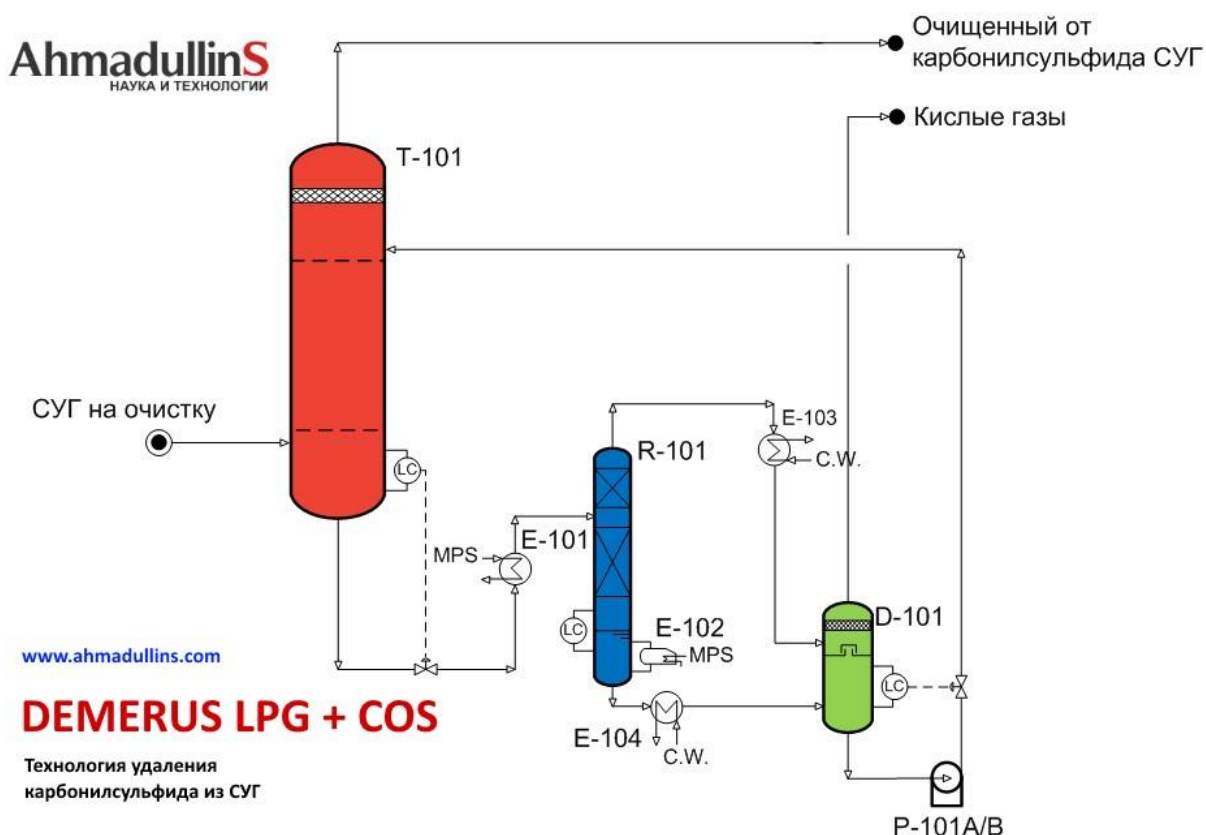 AhmadullinS
НАУКА И ТЕХНОЛОГИИ
Очищенный от
карбонилсульфида СУГ
Кислые газы
T-101
СУГ на очистку
LC
MPS
E-101
R-101
E-103
C.W.
LC
E-102
MPS
E-104
C.W.
D-101
LC
P-101A/B
www.ahmadullins.com
DEMERUS LPG + COS
Технология удаления
карбонилсульфида из СУГ